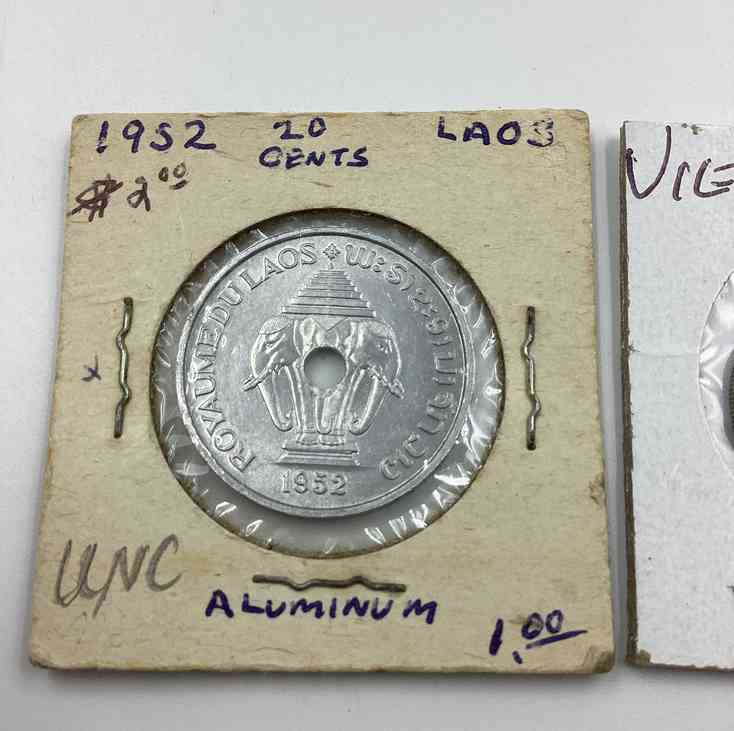 1952 20 CENTS LAOS
$2.00
ROYAUME DU LAOS
1952
UNC
ALUMINUM
1.00
VIE